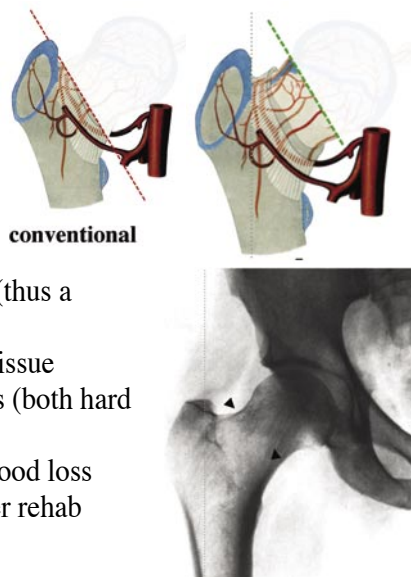 conventional
(thus a
issue
s (both hard
ood loss
r rehab